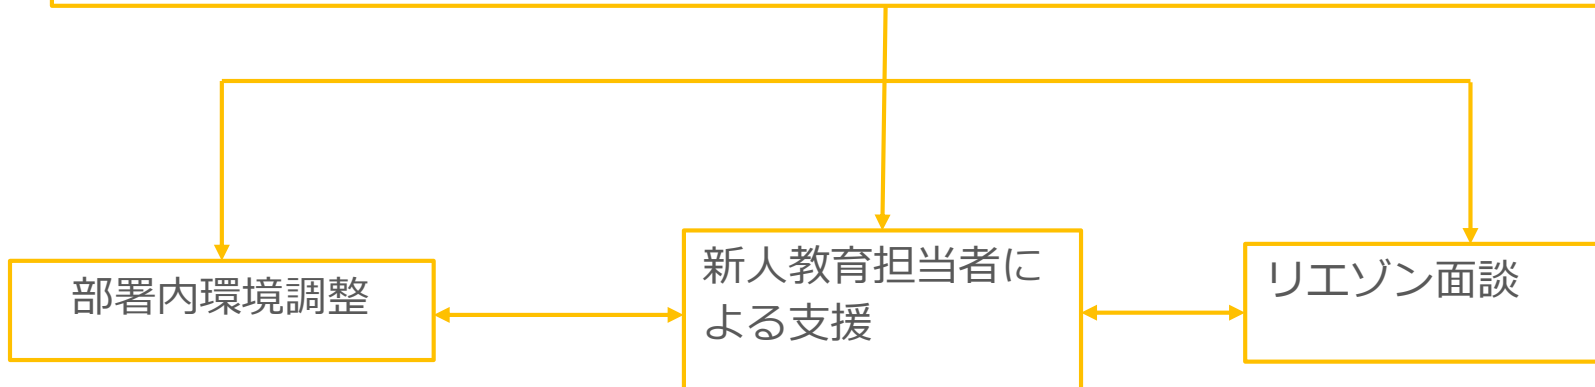 部署内環境調整
新人教育担当者に
よる支援
リエゾン面談